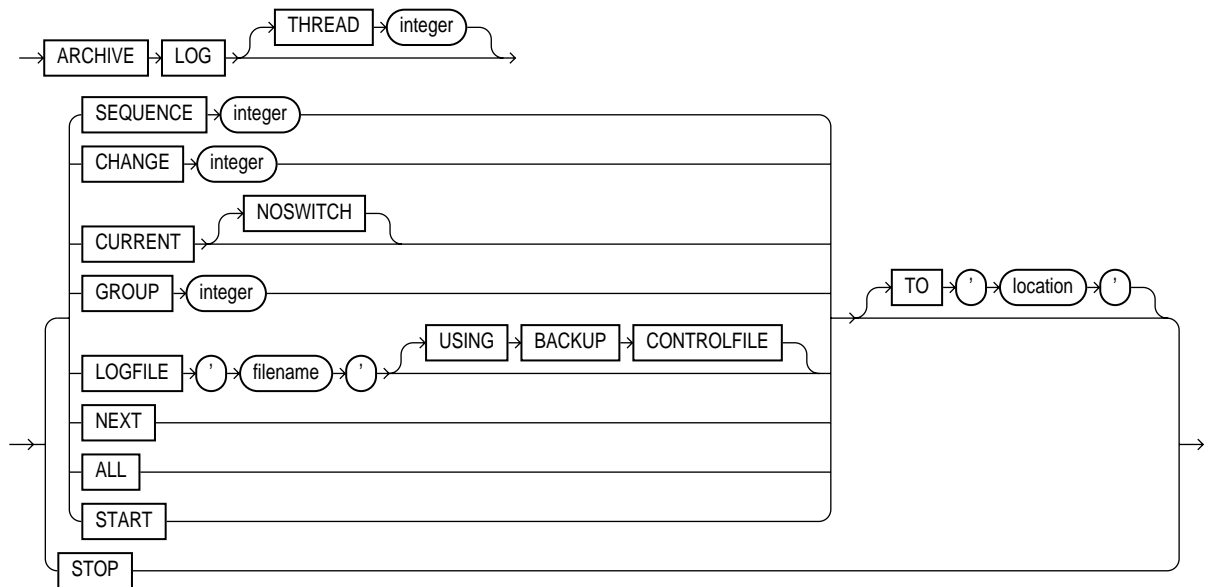 ARCHIVE LOG THREAD integer
SEQUENCE integer
CHANGE integer
CURRENT NOSWITCH
GROUP integer
TO ' location '
LOGFILE ' filename ' USING BACKUP CONTROLFILE
NEXT
ALL
START
STOP